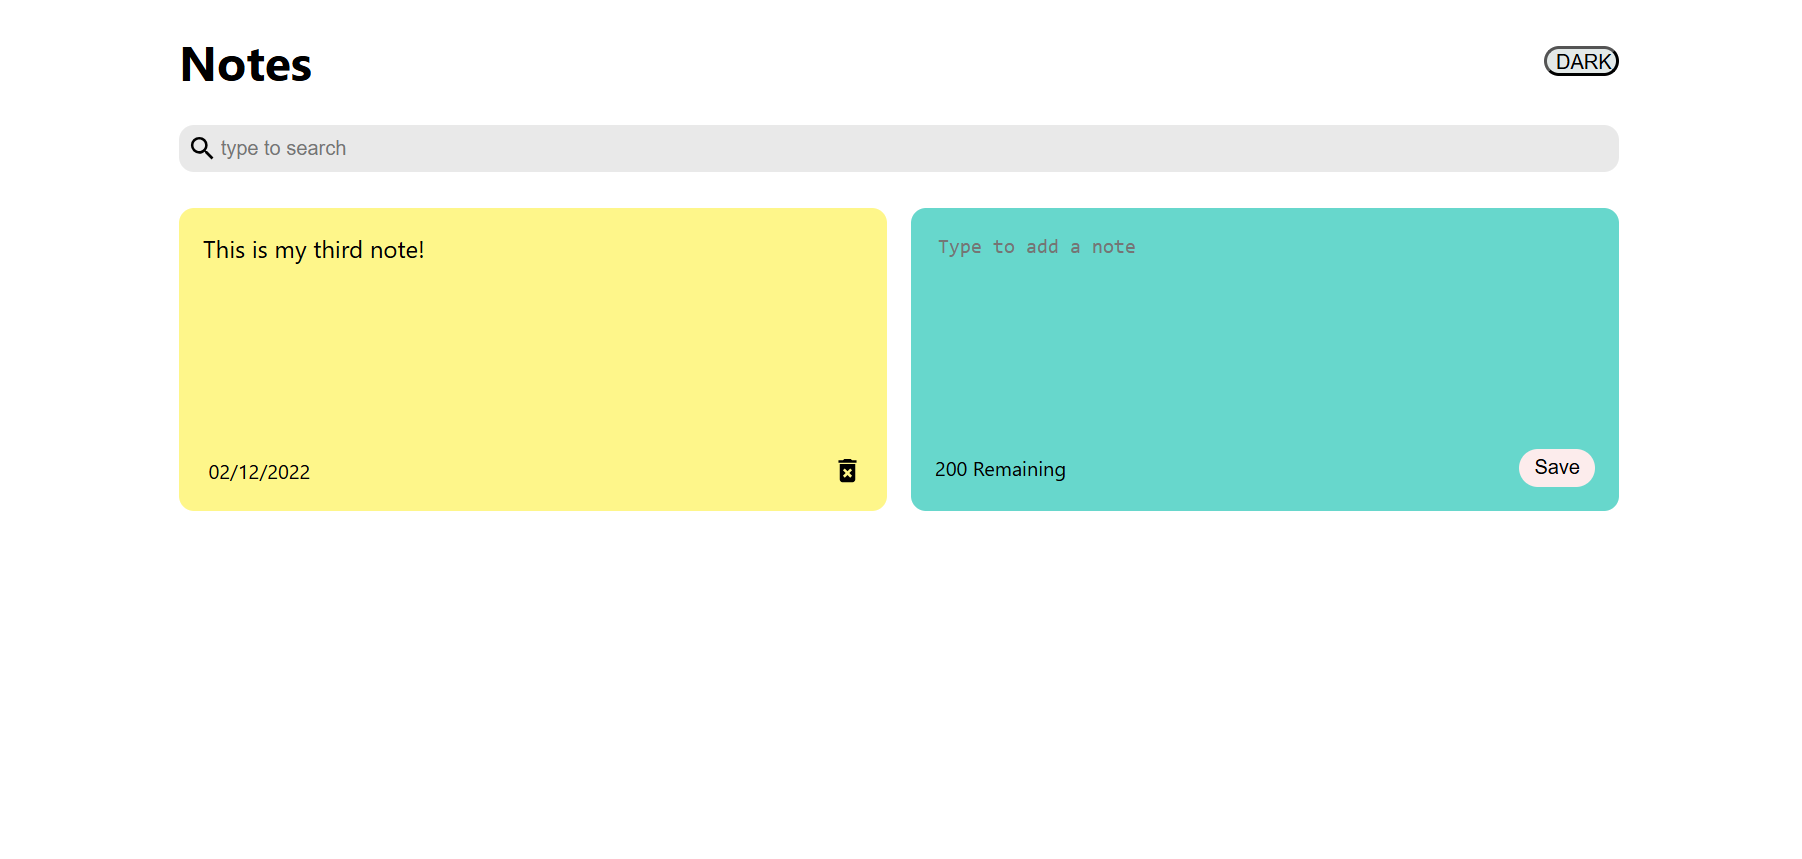 Notes
DARK
type to search
This is my third note!
02/12/2022
Type to add a note
200 Remaining
Save